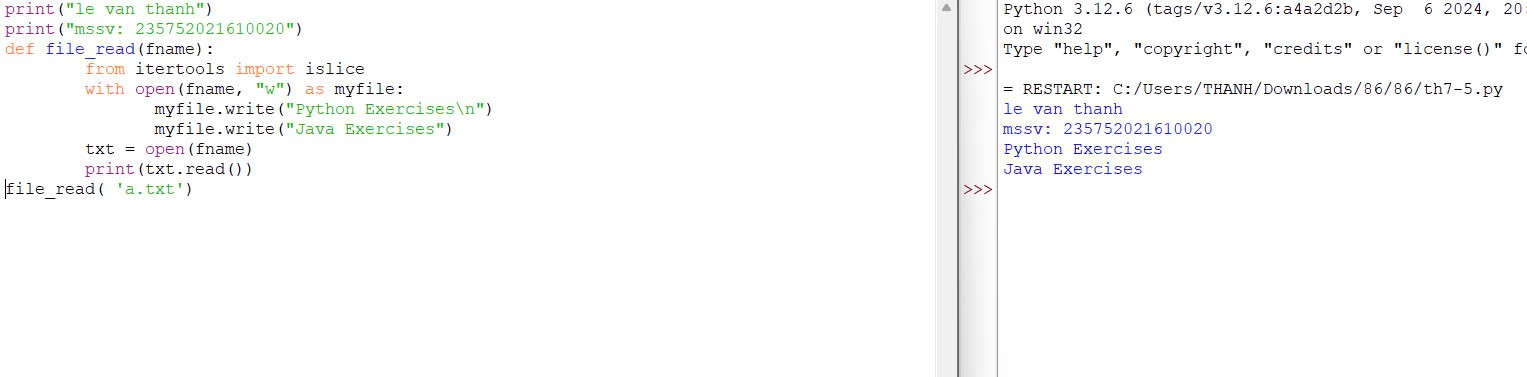 print("le van thanh")
print("mssv: 235752021610020")
def file_read(fname):
        from itertools import islice
        with open(fname, "w") as myfile:
               myfile.write("Python Exercises\n")
               myfile.write("Java Exercises")
        txt = open(fname)
        print(txt.read())
file_read( 'a.txt')
Python 3.12.6 (tags/v3.12.6:a4a2d2b, Sep  6 2024, 20:
on win32
Type "help", "copyright", "credits" or "license()" fo
>>>
= RESTART: C:/Users/THANH/Downloads/86/86/th7-5.py
le van thanh
mssv: 235752021610020
Python Exercises
Java Exercises
>>>